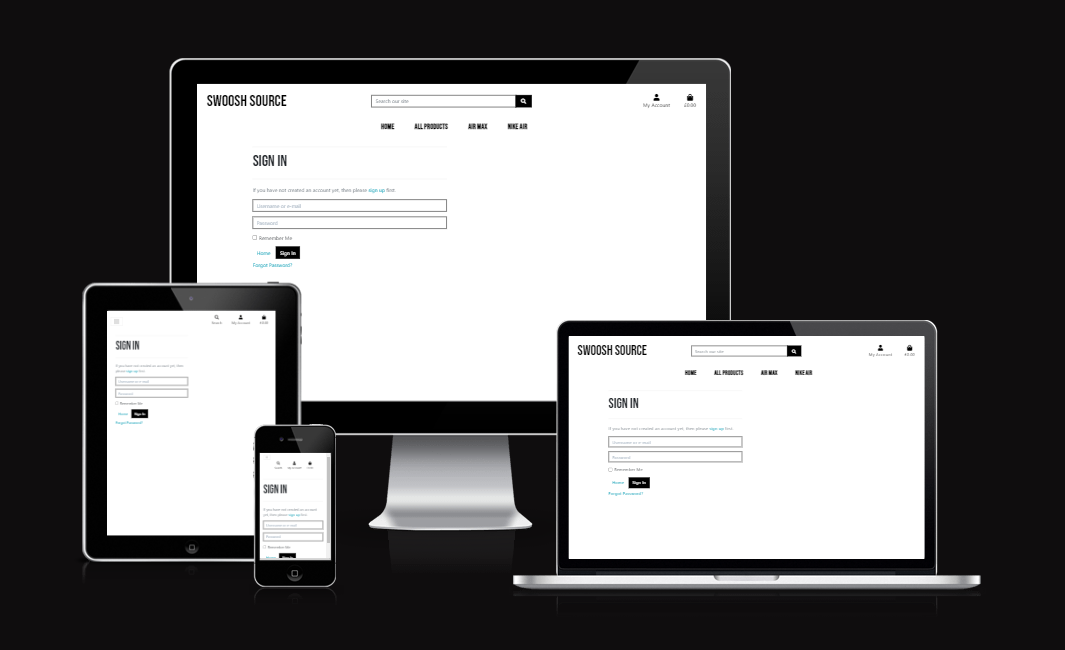 SWOOSH SOURCE
Search our site
My Account
£0.00
HOME ALL PRODUCTS AIR MAX NIKE AIR
SIGN IN
If you have not created an account yet, then please sign up first.
Username or e-mail
Password
Remember Me
Home Sign In
Forgot Password?
Search My Account £0.00
SIGN IN
If you have not created an account yet, then
please sign up first.
Username or e-mail
Password
Remember Me
Home Sign In
Forgot Password?
SIGN IN
If you have not created an account
yet, then please sign up first.
Username or e-mail
Password
Remember Me
SWOOSH SOURCE
Search our site
My Account
£0.00
HOME ALL PRODUCTS AIR MAX NIKE AIR
SIGN IN
If you have not created an account yet, then please sign up first.
Username or e-mail
Password
Remember Me
Home Sign In
Forgot Password?